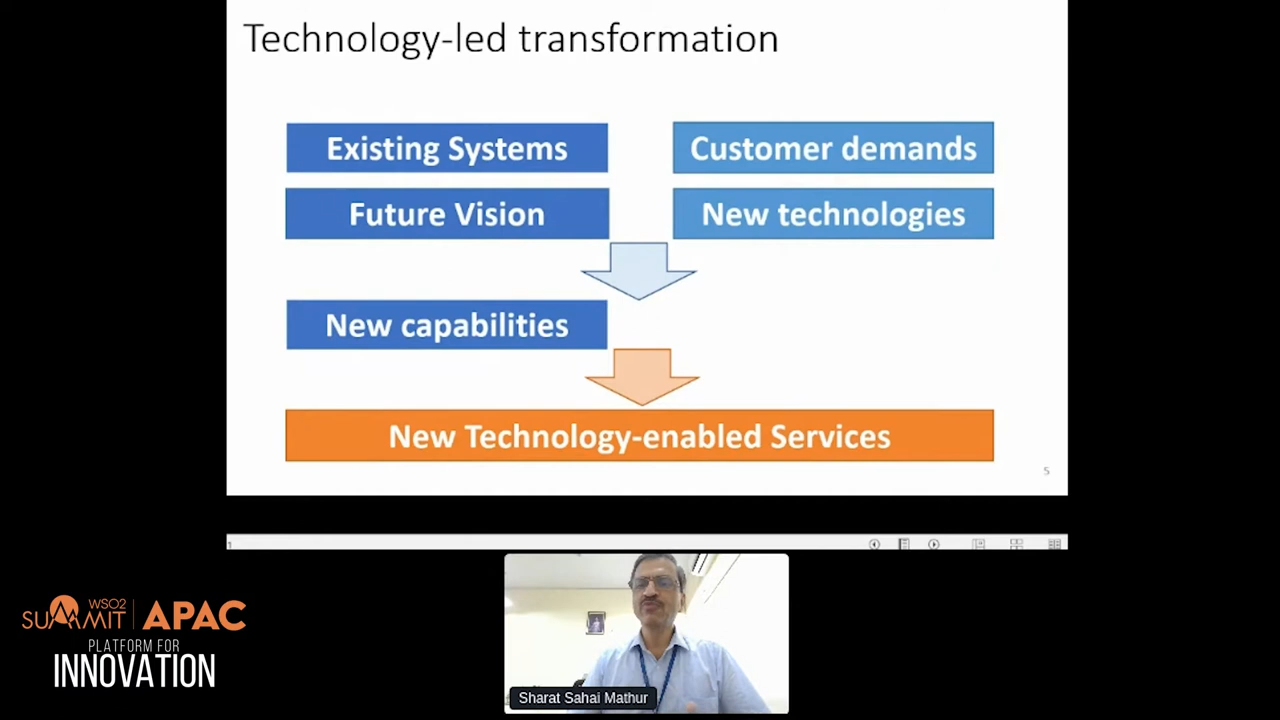 Technology-led transformation
Existing Systems
Customer demands
Future Vision
New technologies
New capabilities
New Technology-enabled Services
5
WSO2
SUMMIT
APAC
PLATFORM FOR
INNOVATION
Sharat Sahai Mathur